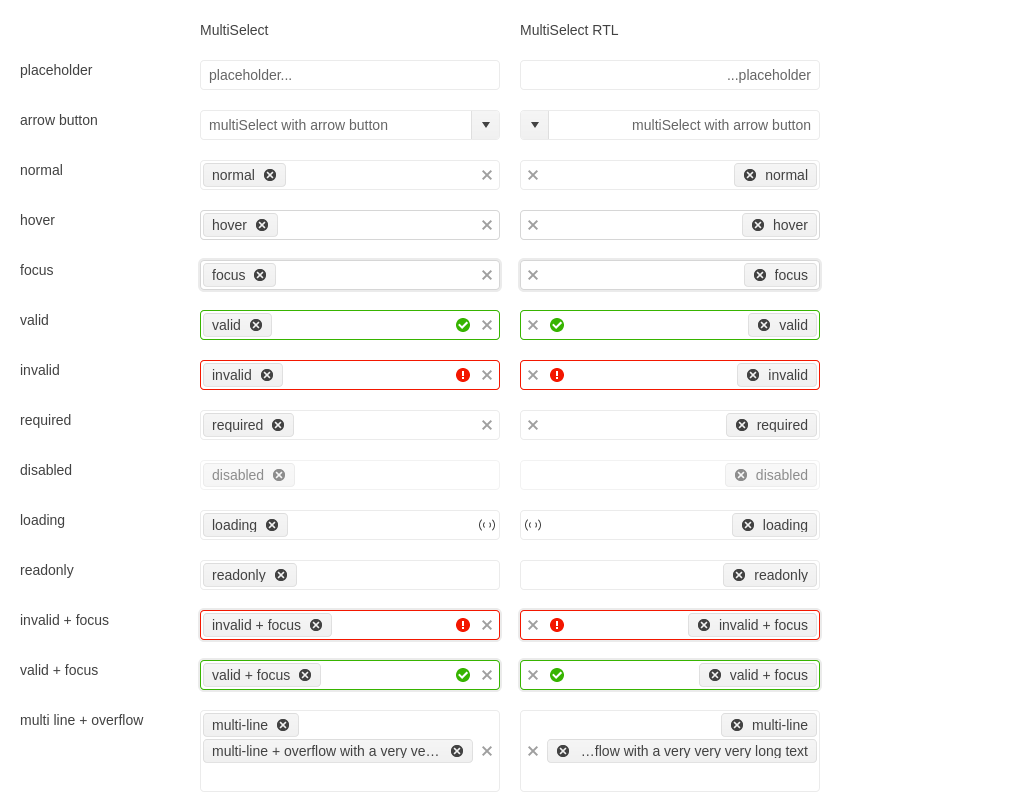 MultiSelect MultiSelect RTL
placeholder placeholder... ...placeholder
arrow button multiSelect with arrow button multiSelect with arrow button
normal normal normal
hover hover hover
focus focus focus
valid valid valid
invalid invalid invalid
required required required
disabled disabled disabled
loading loading loading
readonly readonly readonly
invalid + focus invalid + focus invalid + focus
valid + focus valid + focus valid + focus
multi line + overflow multi-line multi-line
multi-line + overflow with a very ve... ...flow with a very very very long text